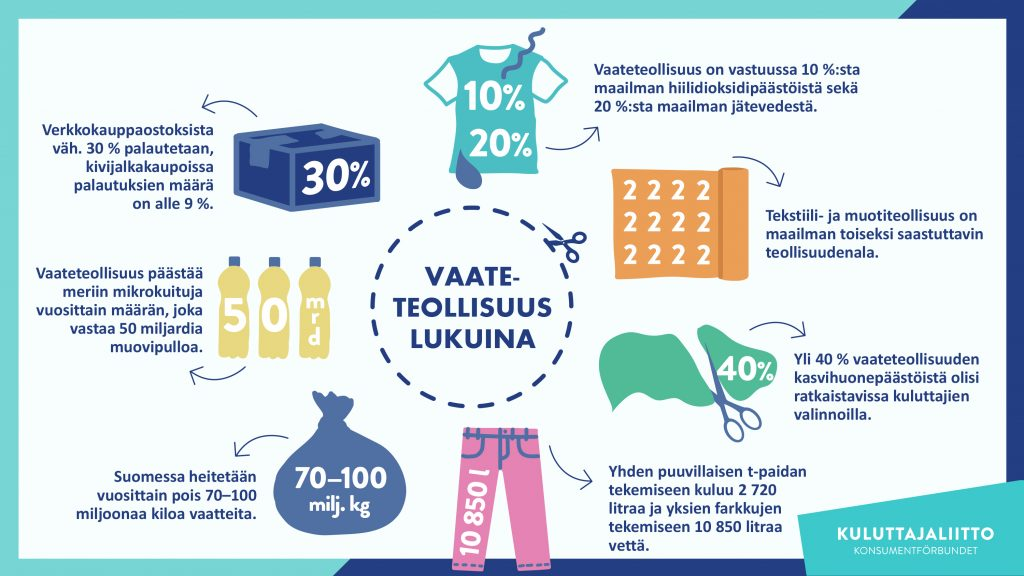 VAATE-
TEOLLISUUS
LUKUINA
10%
20%
Vaateteollisuus on vastuussa 10 %:sta
maailman hiilidioksidipäästöistä sekä
20 %:sta maailman jätevedestä.
2 2 2 2
2 2 2 2
2 2 2 2
Tekstiili- ja muotiteollisuus on
maailman toiseksi saastuttavin
teollisuudenala.
40%
Yli 40 % vaateteollisuuden
kasvihuonepäästöistä olisi
ratkaistavissa kuluttajien
valinnoilla.
10 850 l
Yhden puuvillaisen t-paidan
tekemiseen kuluu 2 720
litraa ja yksien farkkujen
tekemiseen 10 850 litraa
vettä.
70–100
milj. kg
Suomessa heitetään
vuosittain pois 70–100
miljoonaa kiloa vaatteita.
50 mrd
Vaateteollisuus päästää
meriin mikrokuituja
vuosittain määrän, joka
vastaa 50 miljardia
muovipulloa.
30%
Verkkokauppaostoksista
väh. 30 % palautetaan,
kivijalkakaupoissa
palautuksien määrä
on alle 9 %.
KULUTTAJALIITTO
KONSUMENTFÖRBUNDET